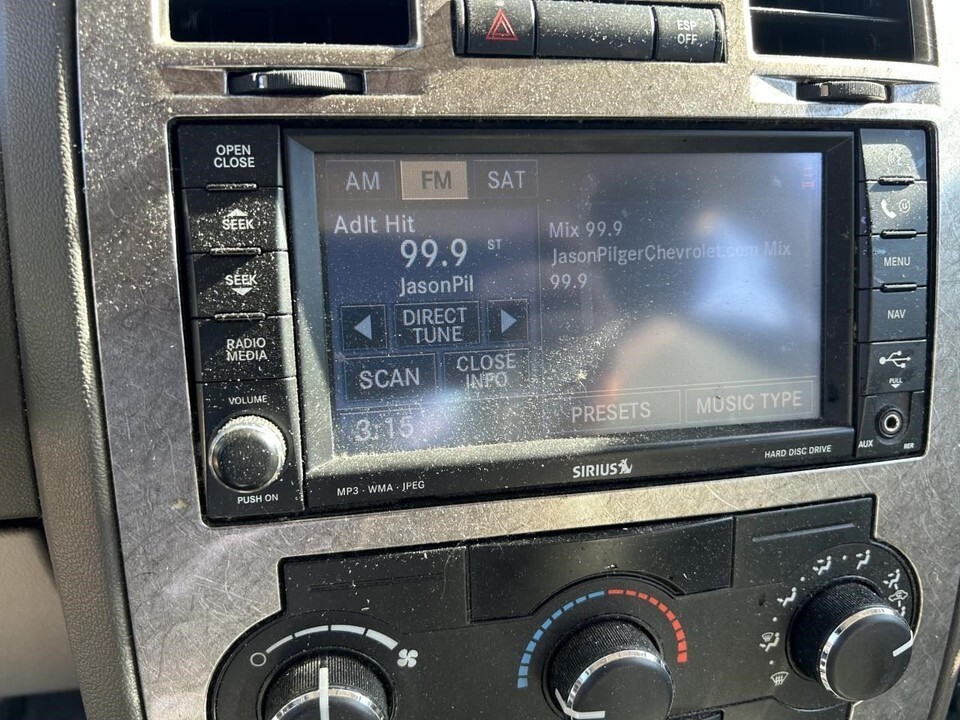 ESP
OFF
OPEN
CLOSE
SEEK
SEEK
RADIO
MEDIA
VOLUME
PUSH ON
AM
FM
SAT
Adlt Hit
99.9 ST
JasonPil
DIRECT
TUNE
SCAN
CLOSE
INFO
3:15
Mix 99.9
JasonPilgerChevrolet.com Mix
99.9
PRESETS
MUSIC TYPE
MENU
NAV
PULL
AUX
RER
MP3 · WMA · JPEG
SIRIUS
HARD DISC DRIVE